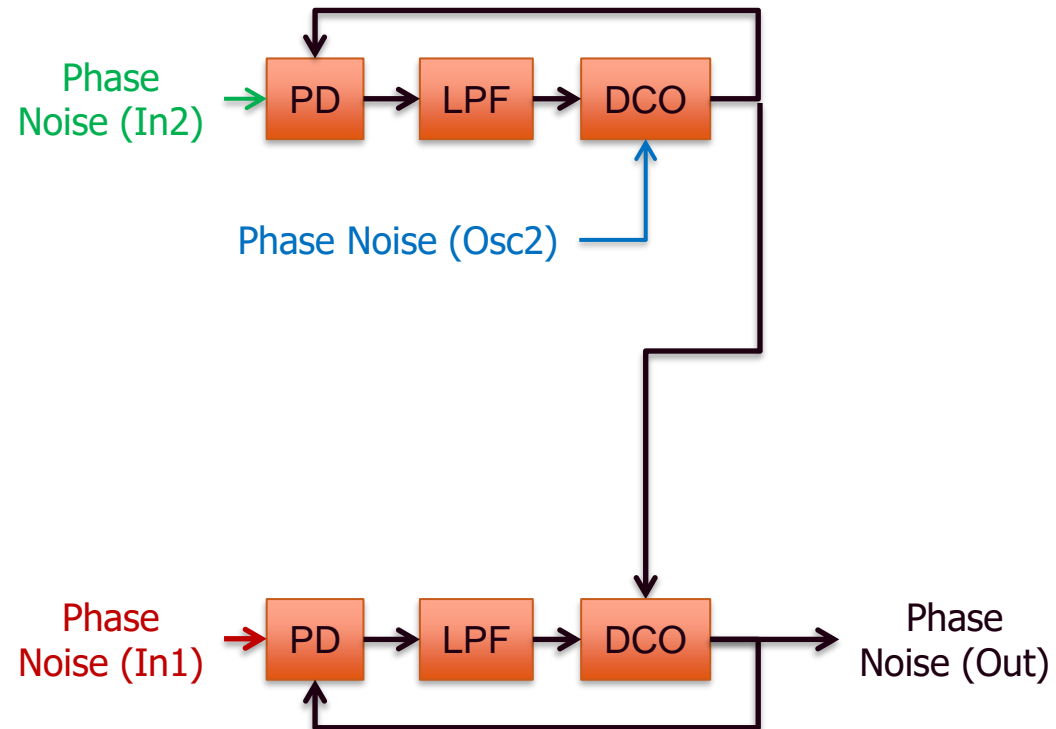 Phase
Noise (In2)
PD
LPF
DCO
Phase Noise (Osc2)
Phase
Noise (In1)
PD
LPF
DCO
Phase
Noise (Out)